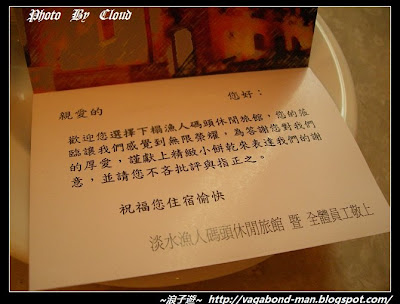 Photo By Cloud
親愛的 您好：
歡迎您選擇下榻漁人碼頭休閒旅館，您的蒞
臨讓我們感覺到無限榮耀，為答謝您對我們
的厚愛，謹獻上精緻小餅乾來表達我們的謝
意，並請您不吝批評與指正之。
祝福您住宿愉快
淡水漁人碼頭休閒旅館 暨 全體員工敬上
~浪子遊~ http://vagabond-man.blogspot.com/